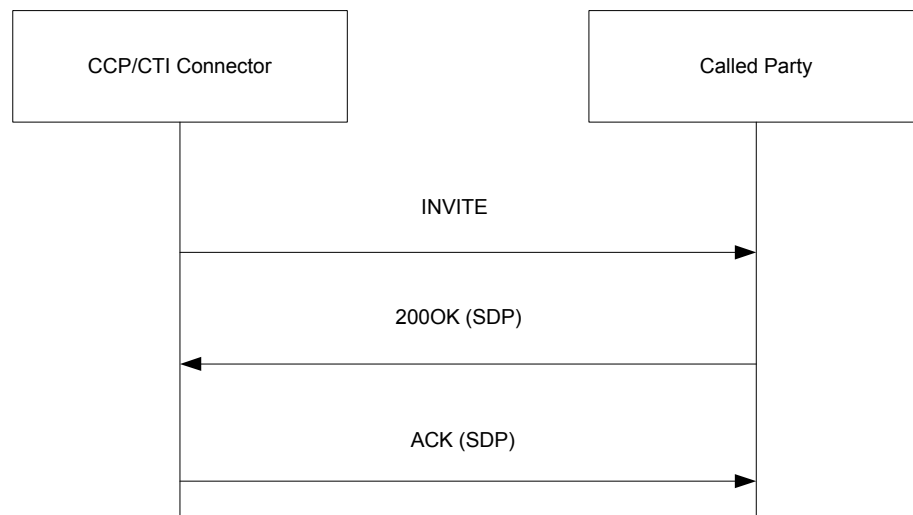 CCP/CTI Connector
Called Party
INVITE
200OK (SDP)
ACK (SDP)